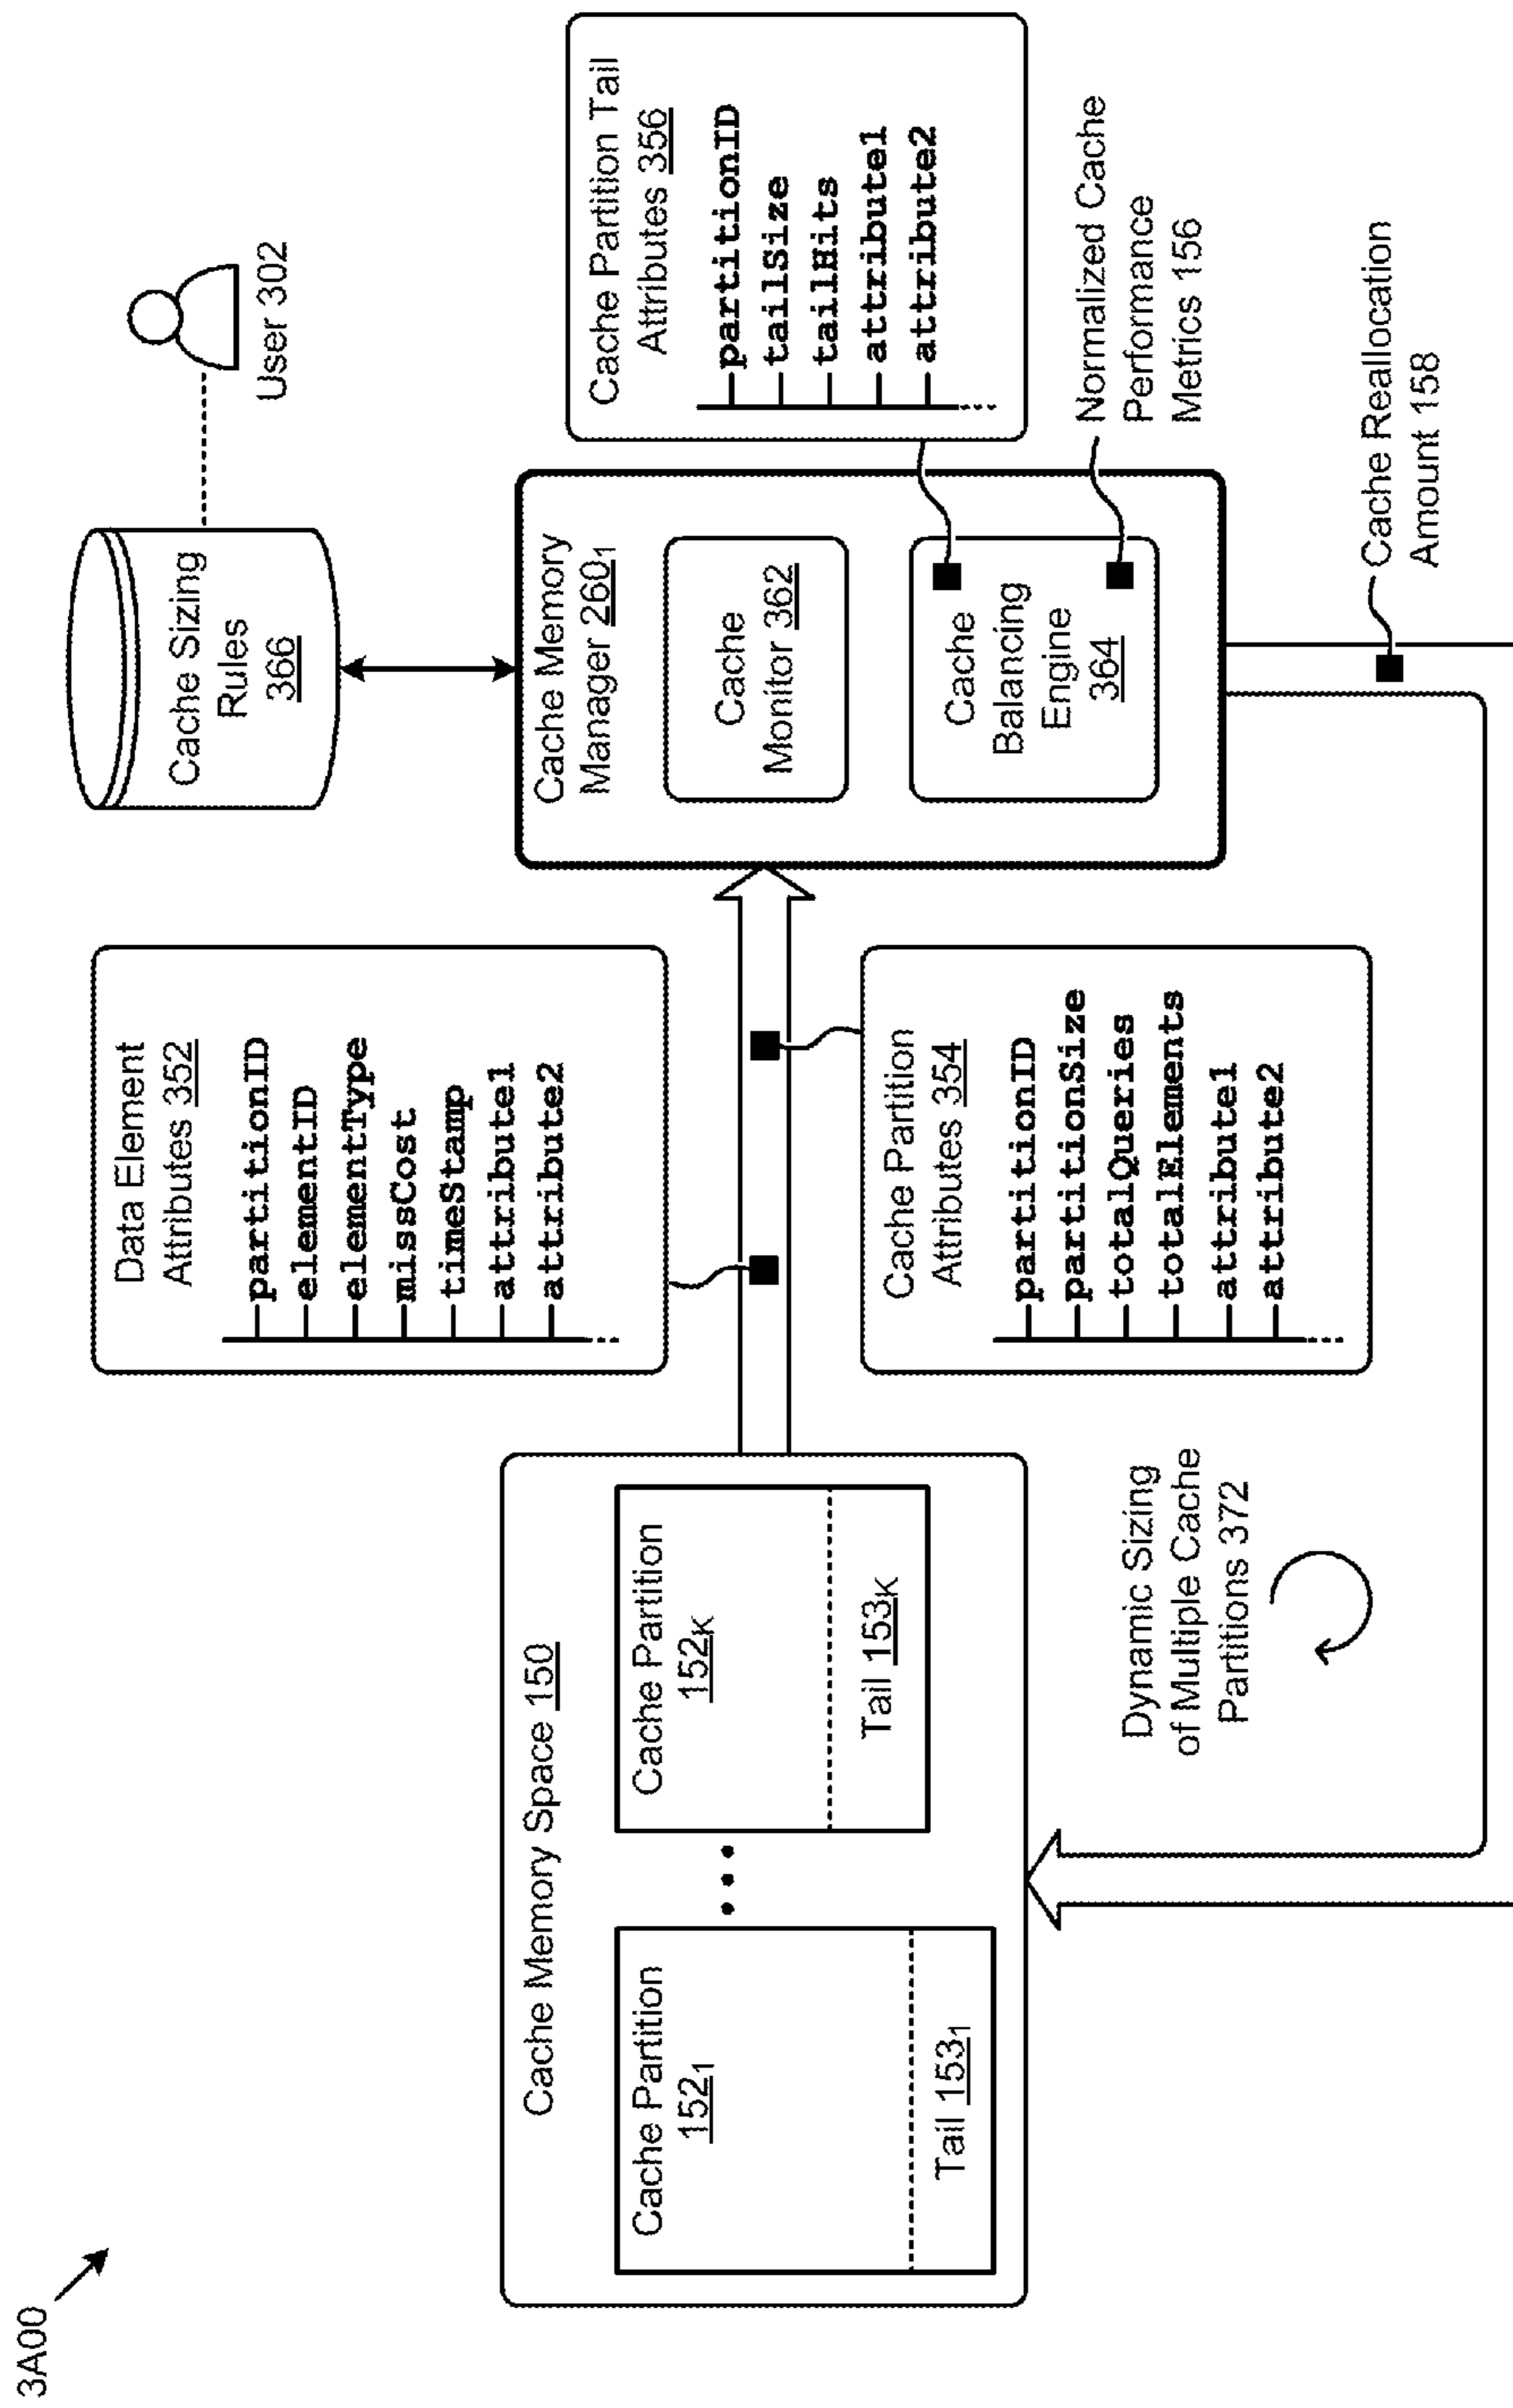 3A00
Cache Memory Space 150
Cache Partition
152₁
Tail 153₁
Cache Partition
152K
Tail 153K
Dynamic Sizing
of Multiple Cache
Partitions 372
Data Element
Attributes 352
partitionID
elementID
elementType
missCost
timeStamp
attribute1
attribute2
Cache Partition
Attributes 354
partitionID
partitionSize
totalQueries
totalElements
attribute1
attribute2
Cache Sizing
Rules
366
User 302
Cache Memory
Manager 260₁
Cache
Monitor 362
Cache
Balancing
Engine
364
Cache Partition Tail
Attributes 356
partitionID
tailSize
tailHits
attribute1
attribute2
Normalized Cache
Performance
Metrics 156
Cache Reallocation
Amount 158